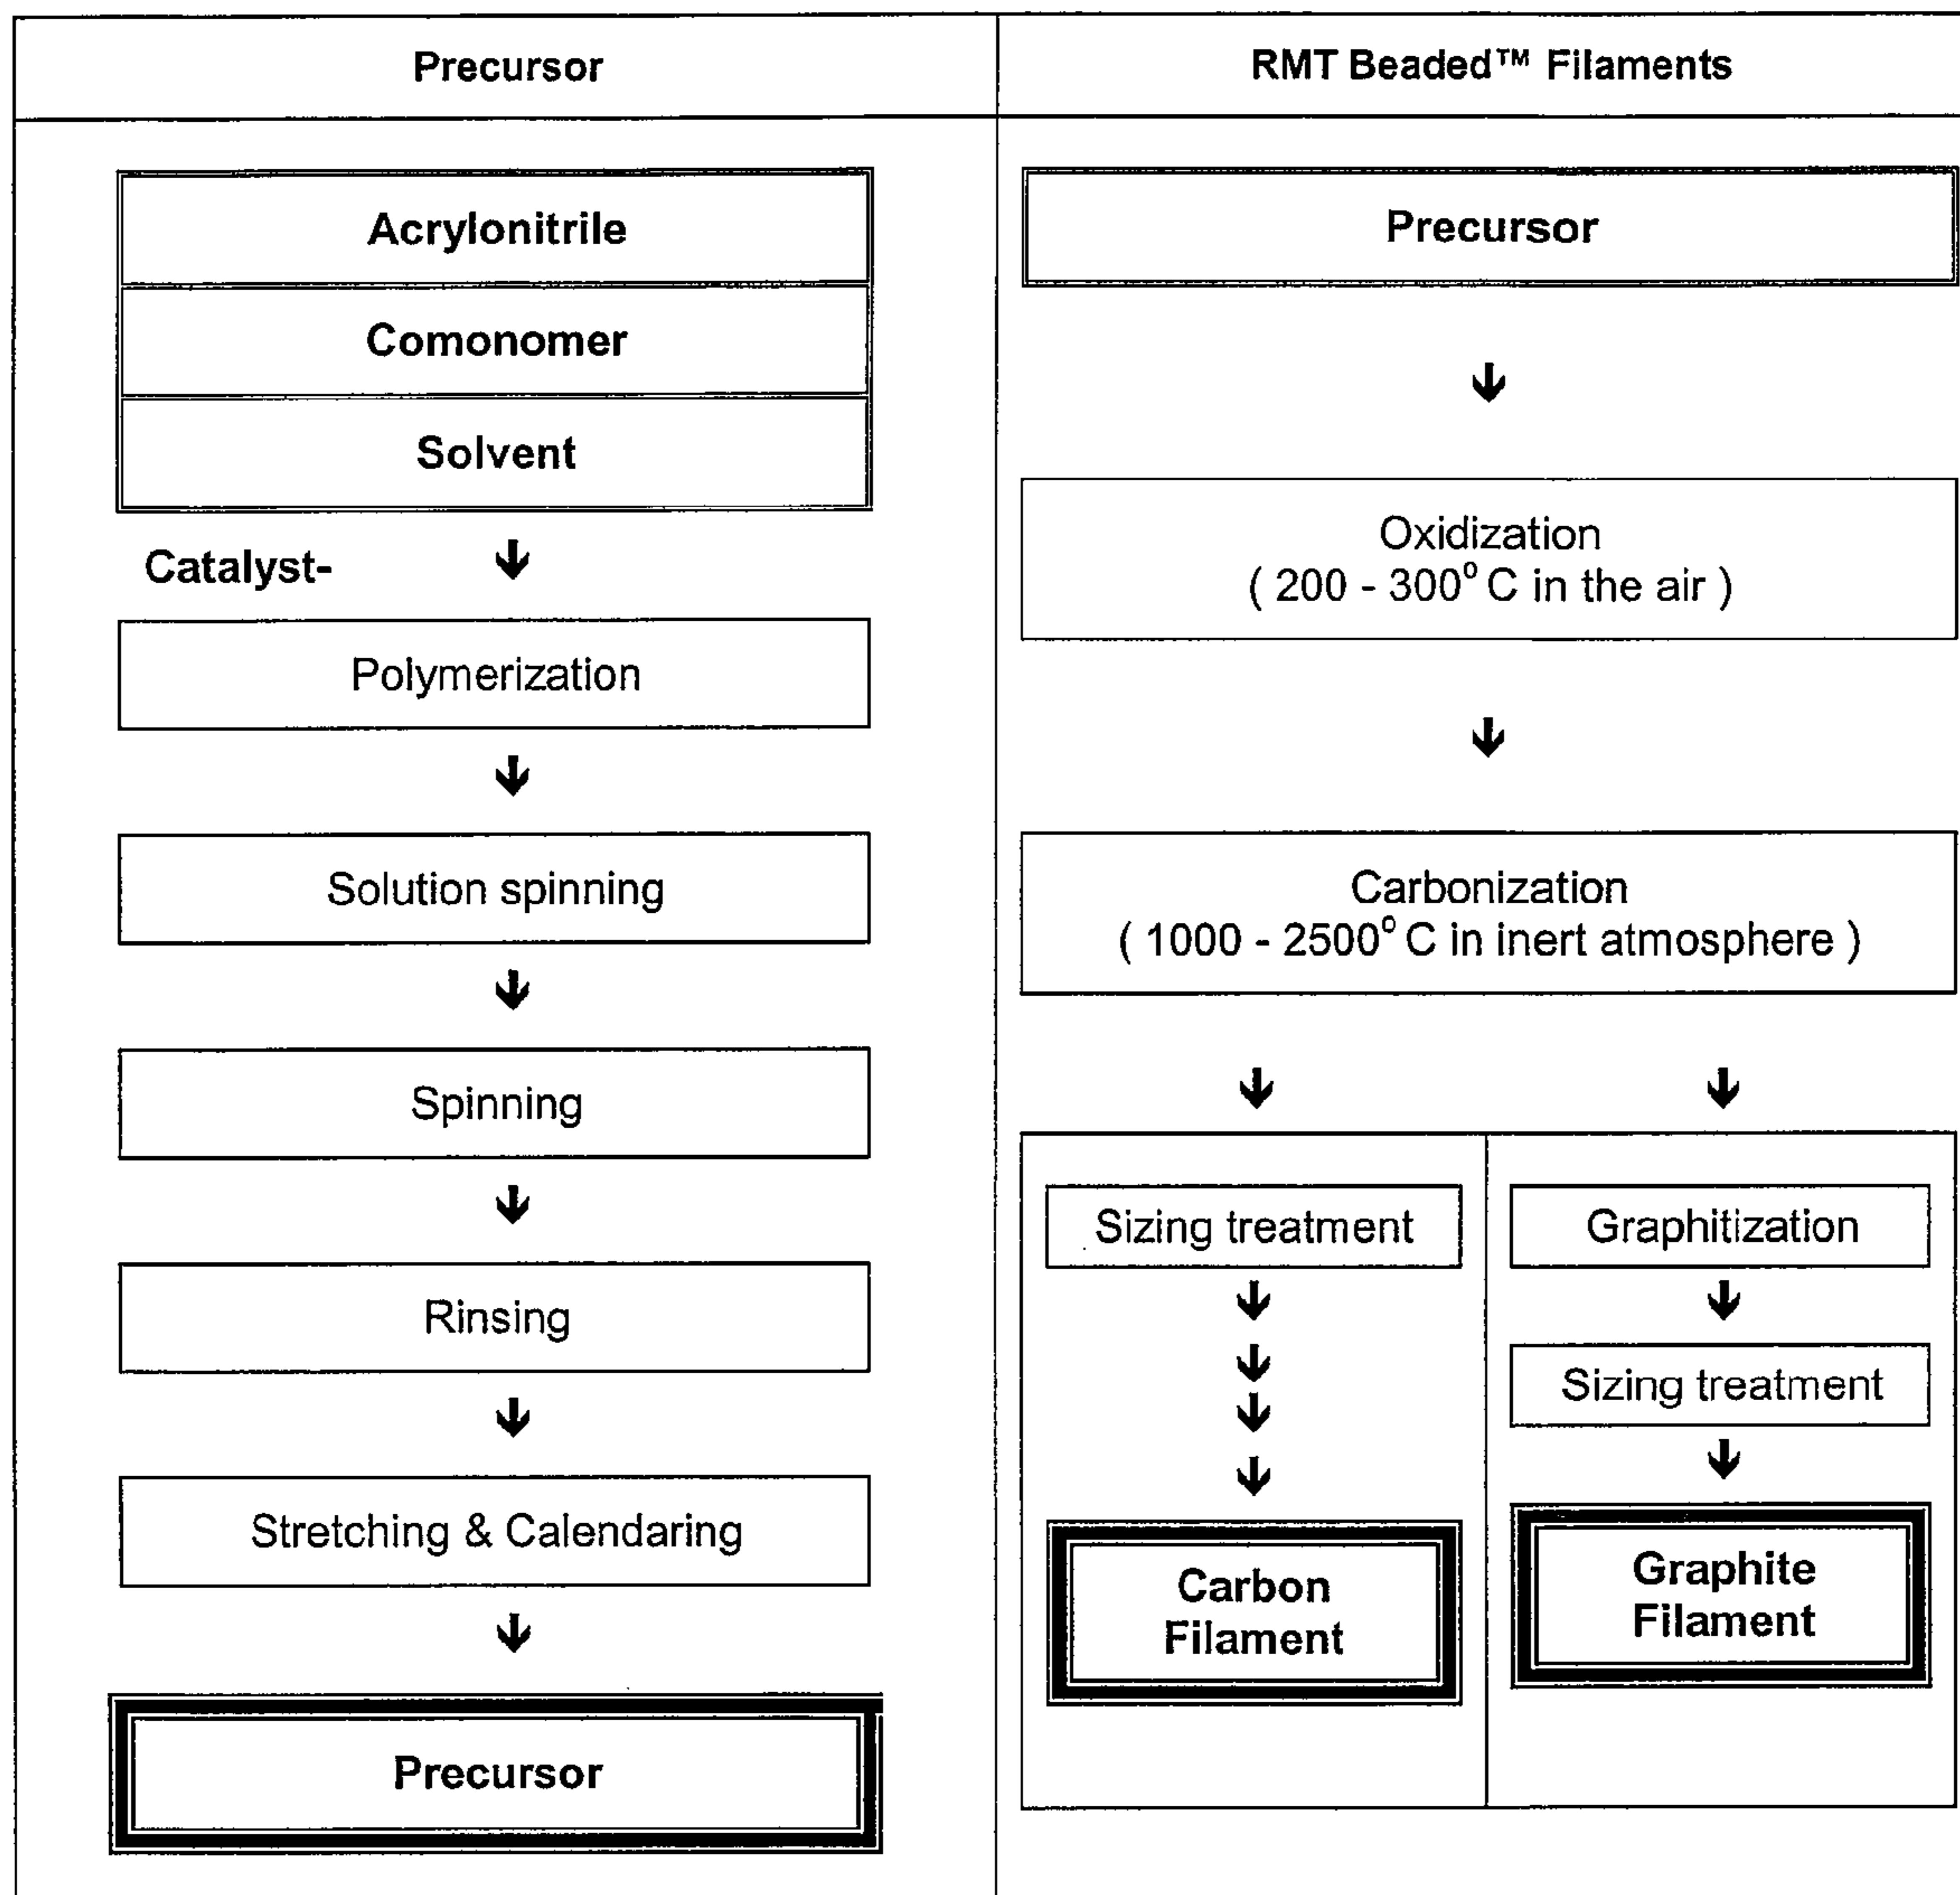 Precursor
RMT Beaded™ Filaments
Acrylonitrile
Comonomer
Solvent
Catalyst-
Polymerization
Solution spinning
Spinning
Rinsing
Stretching & Calendaring
Precursor
Precursor
Oxidization
( 200 - 300° C in the air )
Carbonization
( 1000 - 2500° C in inert atmosphere )
Sizing treatment
Carbon
Filament
Graphitization
Sizing treatment
Graphite
Filament